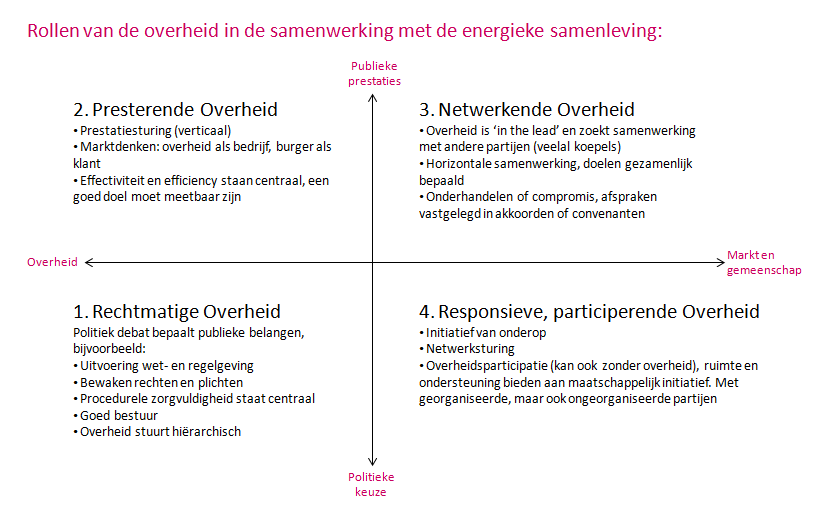 Rollen van de overheid in de samenwerking met de energieke samenleving:
Publieke
prestaties
2. Presterende Overheid
• Prestatiesturing (verticaal)
• Marktdenken: overheid als bedrijf, burger als
klant
• Effectiviteit en efficiency staan centraal, een
goed doel moet meetbaar zijn
3. Netwerkende Overheid
• Overheid is ‘in the lead’ en zoekt samenwerking
met andere partijen (veelal koepels)
• Horizontale samenwerking, doelen gezamenlijk
bepaald
• Onderhandelen of compromis, afspraken
vastgelegd in akkoorden of convenanten
Overheid
Markt en
gemeenschap
1. Rechtmatige Overheid
Politiek debat bepaalt publieke belangen,
bijvoorbeeld:
• Uitvoering wet- en regelgeving
• Bewaken rechten en plichten
• Procedurele zorgvuldigheid staat centraal
• Goed bestuur
• Overheid stuurt hiërarchisch
4. Responsieve, participerende Overheid
• Initiatief van onderop
• Netwerksturing
• Overheidsparticipatie (kan ook zonder overheid), ruimte en
ondersteuning bieden aan maatschappelijk initiatief. Met
georganiseerde, maar ook ongeorganiseerde partijen
Politieke
keuze